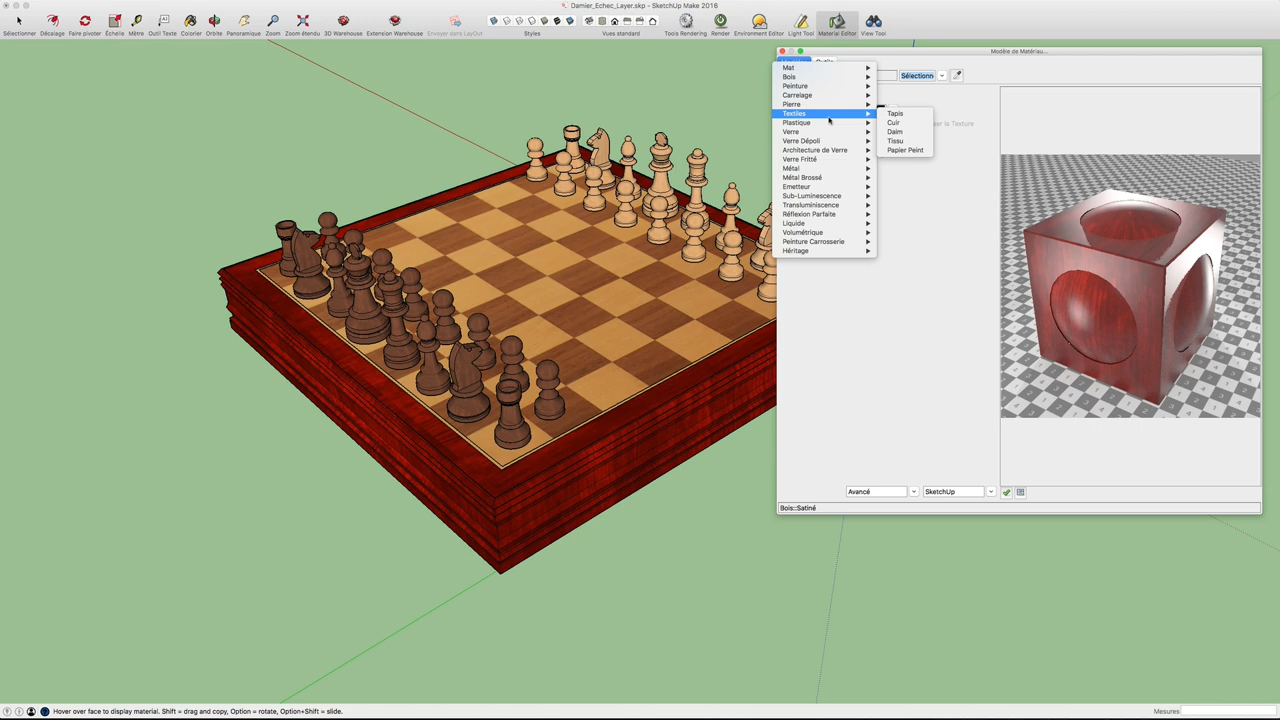 Damier_Echec_Layer.skp - SketchUp Make 2016
Sélectionner Décalage Faire pivoter Échelle Mètre Outil Texte Colorier Orbite Panoramique Zoom Zoom étendu 3D Warehouse Extension Warehouse Envoyer dans LayOut Styles Vues standard Tools Rendering Render Environment Editor Light Tool Material Editor View Tool
Modèle de Matériau...
Sélectionn
Mat
Bois
Peinture
Carrelage
Pierre
Textiles
Plastique
Verre
Verre Dépoli
Architecture de Verre
Verre Fritté
Métal
Métal Brossé
Emetteur
Sub-Luminescence
Transluminiscence
Réflexion Parfaite
Liquide
Volumétrique
Peinture Carrosserie
Héritage
Tapis
Cuir
Daim
Tissu
Papier Peint
la Texture
Avancé SketchUp
Bois::Satiné
Hover over face to display material. Shift = drag and copy, Option = rotate, Option+Shift = slide.
Mesures